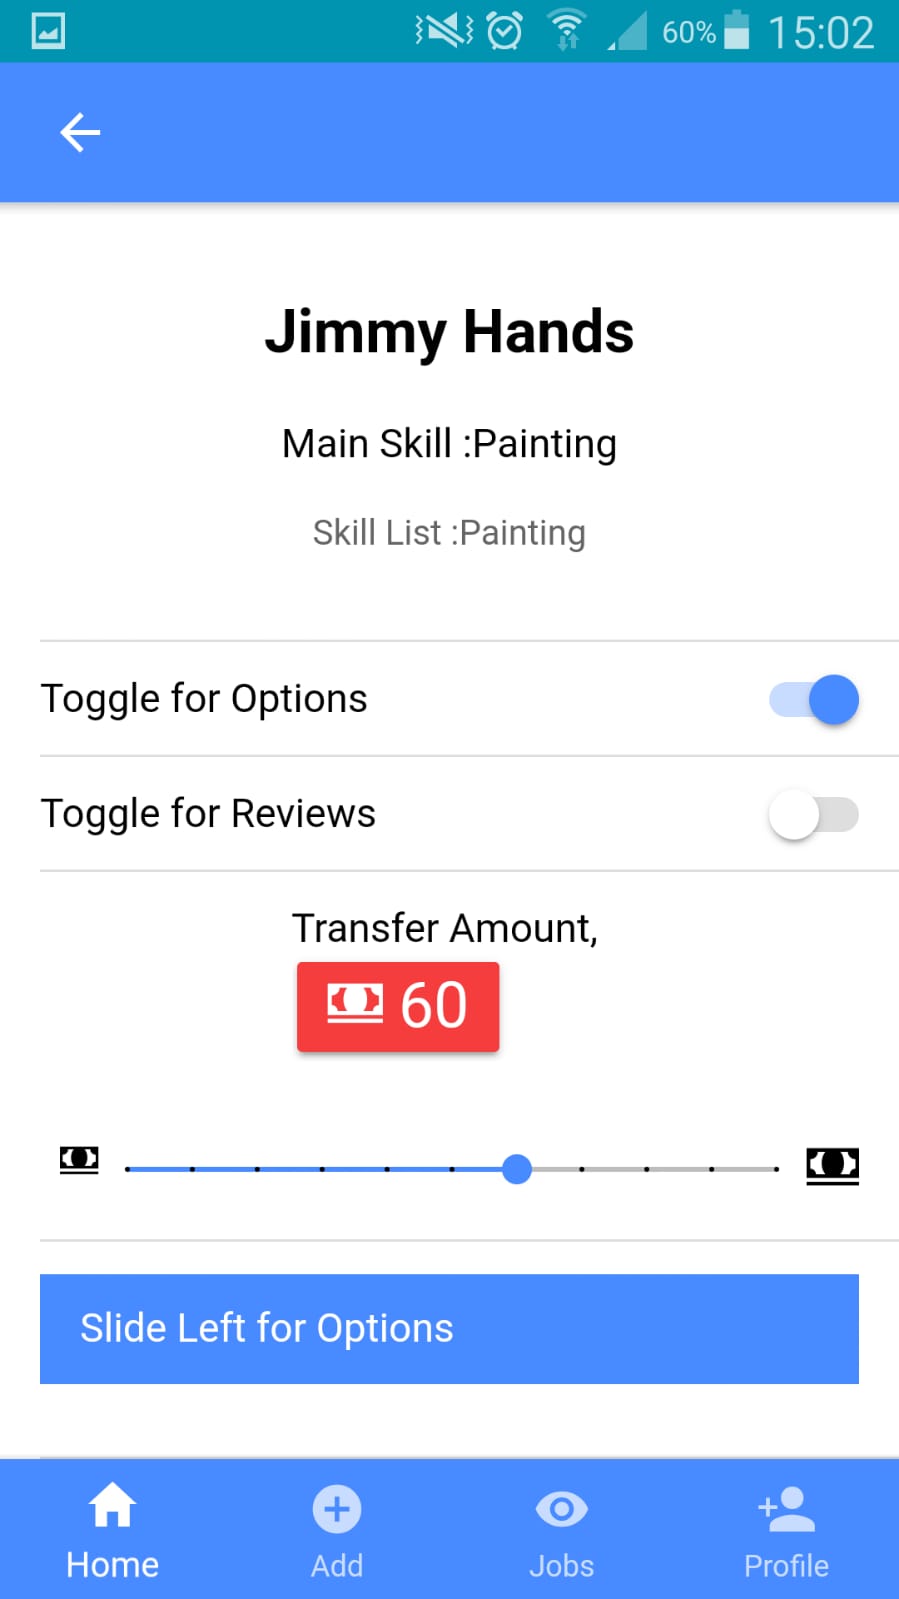 60% 15:02
Jimmy Hands
Main Skill :Painting
Skill List :Painting
Toggle for Options
Toggle for Reviews
Transfer Amount,
60
Slide Left for Options
Home Add Jobs Profile